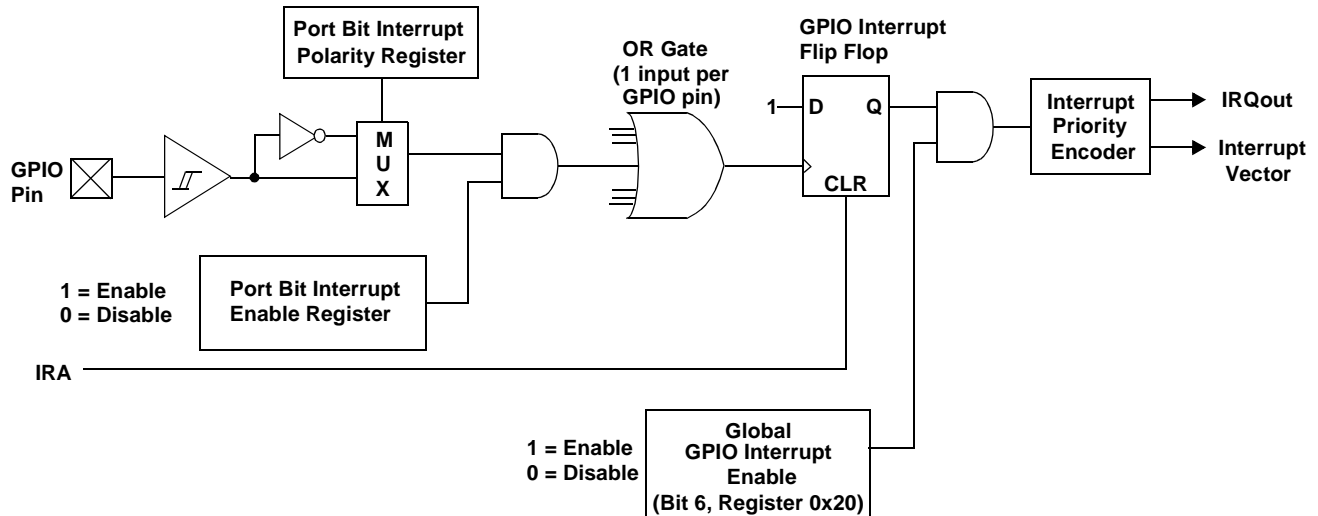 Port Bit Interrupt
Polarity Register
OR Gate
(1 input per
GPIO pin)
GPIO Interrupt
Flip Flop
GPIO
Pin
M
U
X
1
D
Q
CLR
Interrupt
Priority
Encoder
IRQout
Interrupt
Vector
1 = Enable
0 = Disable
Port Bit Interrupt
Enable Register
IRA
1 = Enable
0 = Disable
Global
GPIO Interrupt
Enable
(Bit 6, Register 0x20)